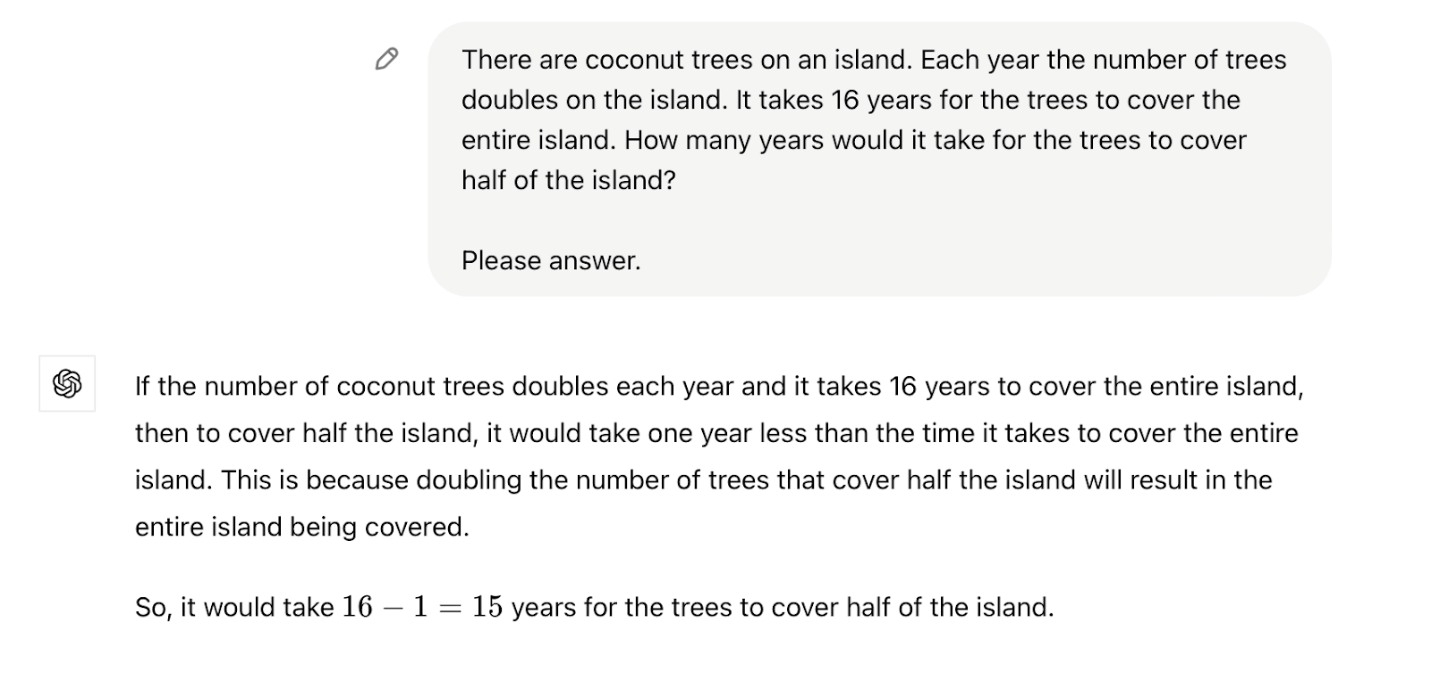 There are coconut trees on an island. Each year the number of trees
doubles on the island. It takes 16 years for the trees to cover the
entire island. How many years would it take for the trees to cover
half of the island?
Please answer.
If the number of coconut trees doubles each year and it takes 16 years to cover the entire island,
then to cover half the island, it would take one year less than the time it takes to cover the entire
island. This is because doubling the number of trees that cover half the island will result in the
entire island being covered.
So, it would take 16 − 1 = 15 years for the trees to cover half of the island.